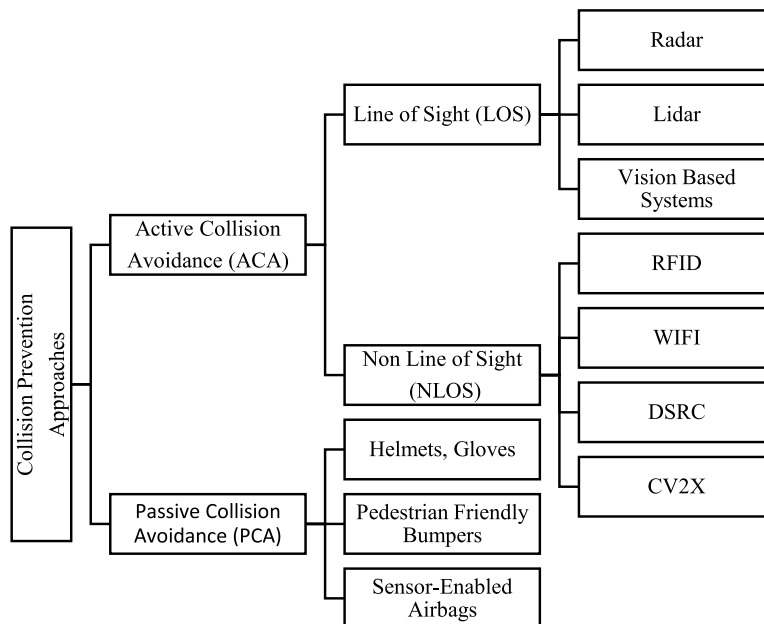 Collision Prevention
Approaches
Active Collision
Avoidance (ACA)
Line of Sight (LOS)
Radar
Lidar
Vision Based
Systems
Non Line of Sight
(NLOS)
RFID
WIFI
DSRC
CV2X
Passive Collision
Avoidance (PCA)
Helmets, Gloves
Pedestrian Friendly
Bumpers
Sensor-Enabled
Airbags